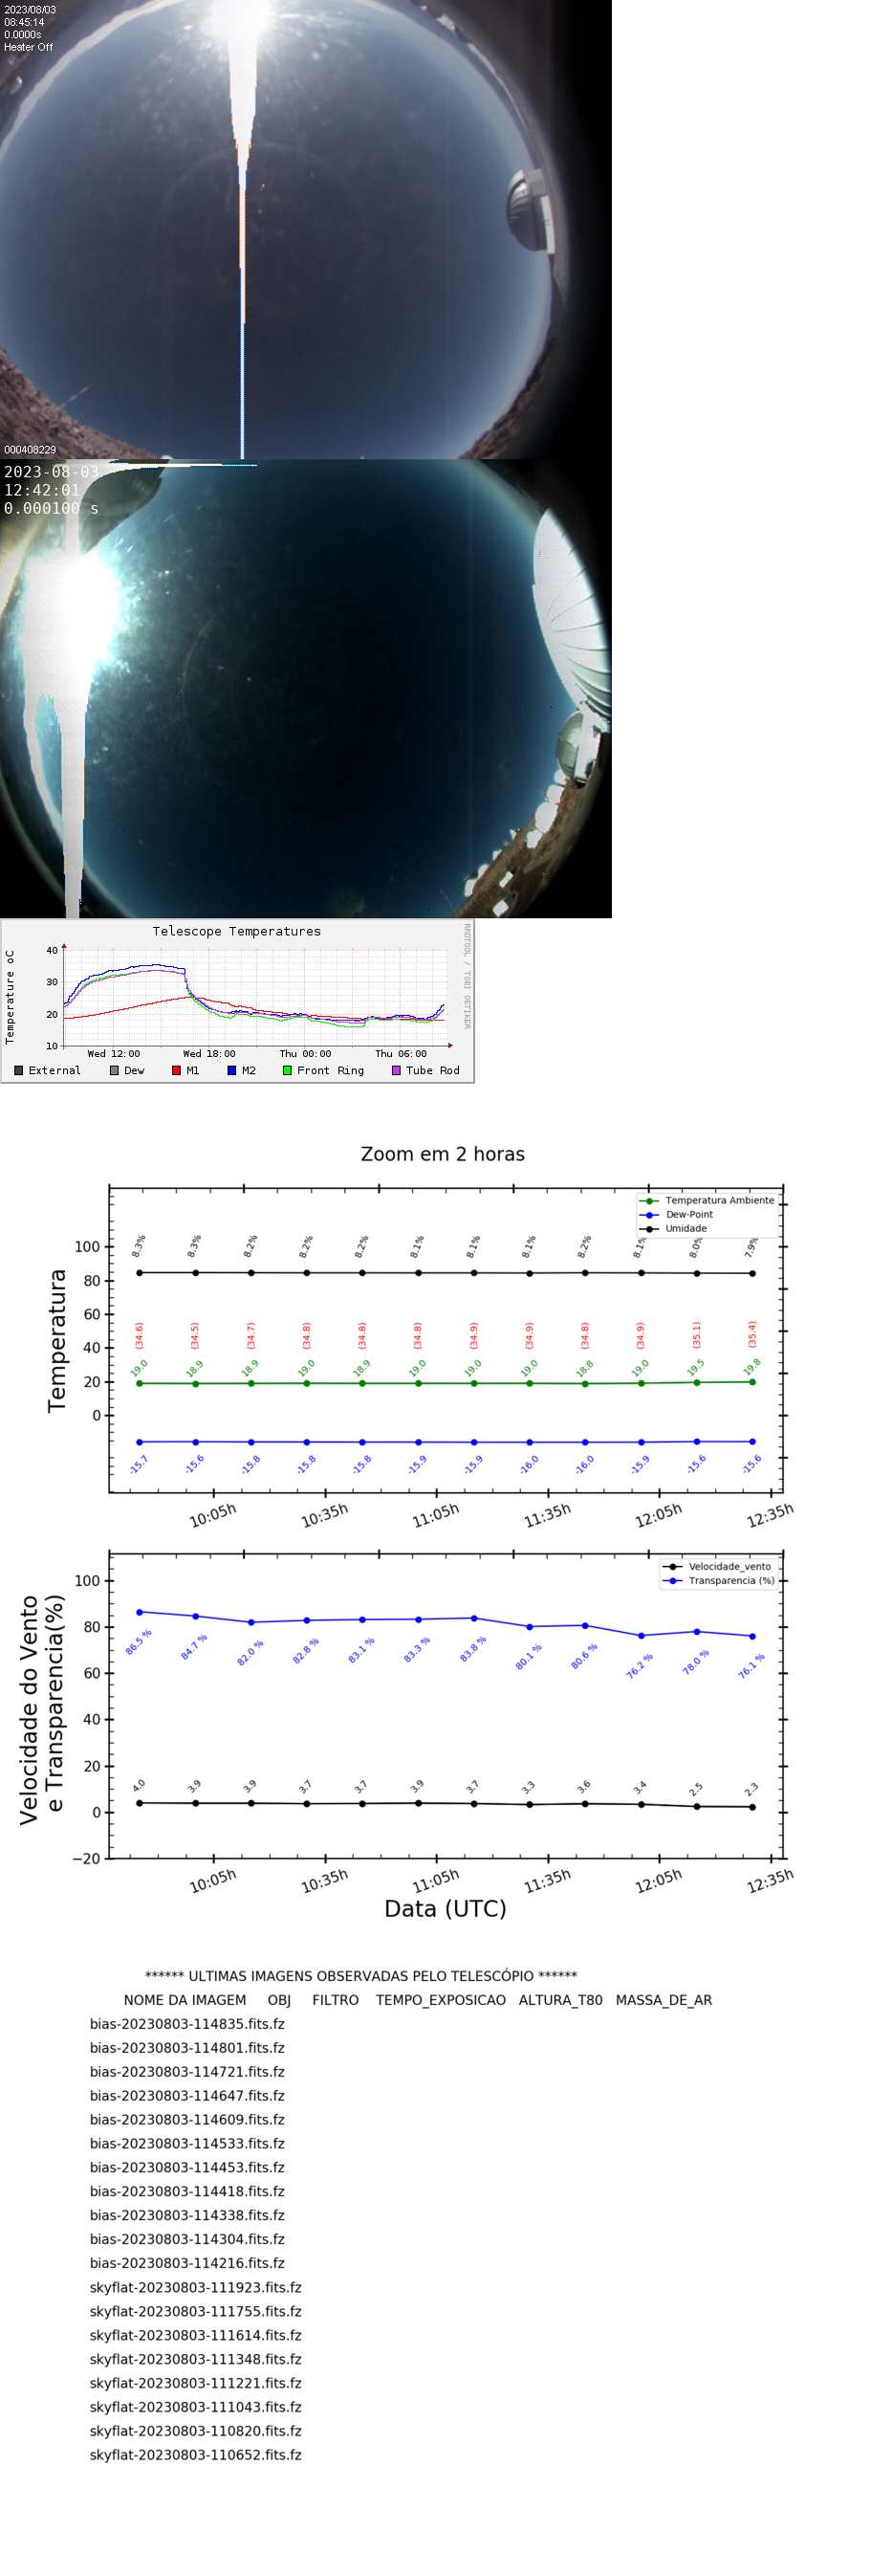 2023/08/03
08:45:14
0.0000s
Heater Off
000408229
2023-08-03
12:42:01
0.000100 s
Telescope Temperatures
RRDTOOL / TOBI OETIKER
Temperature oC
40
30
20
10
Wed 12:00 Wed 18:00 Thu 00:00 Thu 06:00
External Dew M1 M2 Front Ring Tube Rod
Zoom em 2 horas
Temperatura Ambiente
Dew-Point
Umidade
Temperatura
100
80
60
40
20
0
8.3% 8.3% 8.2% 8.2% 8.2% 8.1% 8.1% 8.1% 8.2% 8.1% 8.0% 7.9%
(34.6) (34.5) (34.7) (34.8) (34.8) (34.8) (34.9) (34.9) (34.8) (34.9) (35.1) (35.4)
19.0 18.9 18.9 19.0 18.9 19.0 19.0 19.0 18.8 19.0 19.5 19.8
-15.7 -15.6 -15.8 -15.8 -15.8 -15.9 -15.9 -16.0 -16.0 -15.9 -15.6 -15.6
10:05h 10:35h 11:05h 11:35h 12:05h 12:35h
Velocidade_vento
Transparencia (%)
Velocidade do Vento
e Transparencia(%)
100
80
60
40
20
0
−20
86.5 % 84.7 % 82.0 % 82.8 % 83.1 % 83.3 % 83.8 % 80.1 % 80.6 % 76.2 % 78.0 % 76.1 %
4.0 3.9 3.9 3.7 3.7 3.9 3.7 3.3 3.6 3.4 2.5 2.3
10:05h 10:35h 11:05h 11:35h 12:05h 12:35h
Data (UTC)
****** ULTIMAS IMAGENS OBSERVADAS PELO TELESCÓPIO ******
NOME DA IMAGEM OBJ FILTRO TEMPO_EXPOSICAO ALTURA_T80 MASSA_DE_AR
bias-20230803-114835.fits.fz
bias-20230803-114801.fits.fz
bias-20230803-114721.fits.fz
bias-20230803-114647.fits.fz
bias-20230803-114609.fits.fz
bias-20230803-114533.fits.fz
bias-20230803-114453.fits.fz
bias-20230803-114418.fits.fz
bias-20230803-114338.fits.fz
bias-20230803-114304.fits.fz
bias-20230803-114216.fits.fz
skyflat-20230803-111923.fits.fz
skyflat-20230803-111755.fits.fz
skyflat-20230803-111614.fits.fz
skyflat-20230803-111348.fits.fz
skyflat-20230803-111221.fits.fz
skyflat-20230803-111043.fits.fz
skyflat-20230803-110820.fits.fz
skyflat-20230803-110652.fits.fz